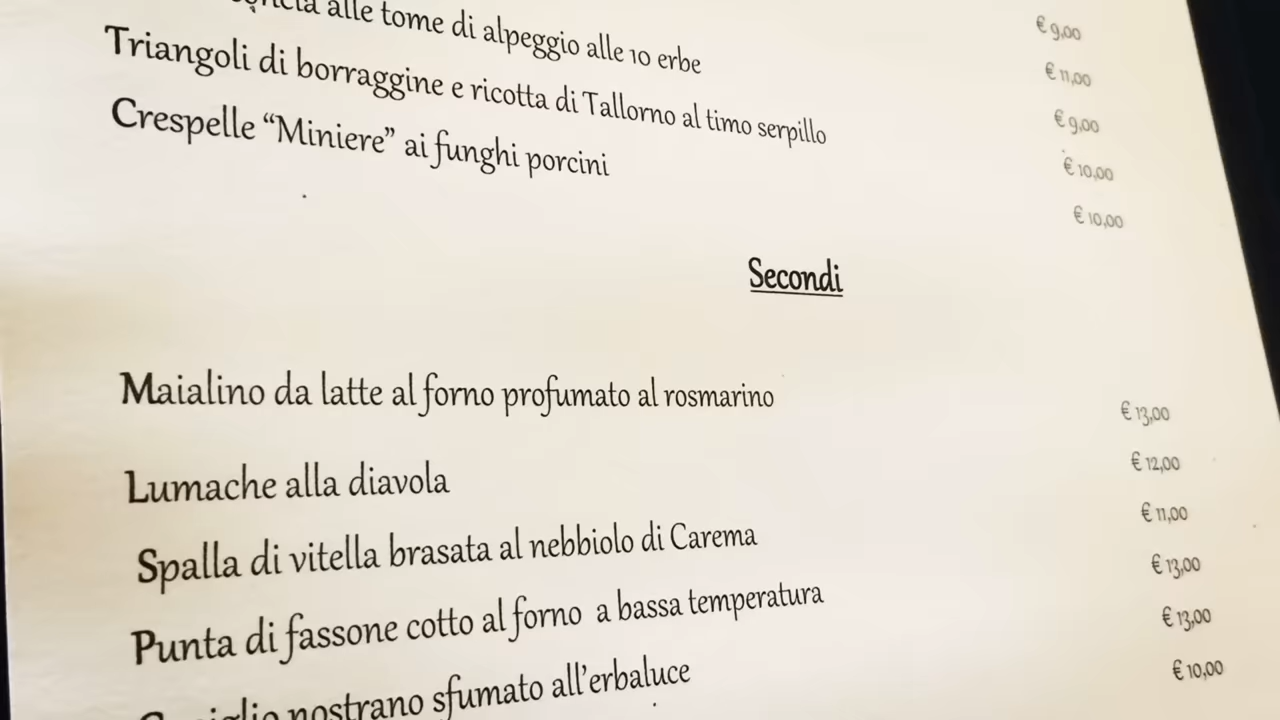 alle tome di alpeggio alle 10 erbe
€ 9,00
Triangoli di borraggine e ricotta di Tallorno al timo serpillo
€ 11,00
Crespelle “Miniere” ai funghi porcini
€ 9,00
€ 10,00
€ 10,00
Secondi
Maialino da latte al forno profumato al rosmarino
€ 13,00
Lumache alla diavola
€ 12,00
Spalla di vitella brasata al nebbiolo di Carema
€ 11,00
Punta di fassone cotto al forno a bassa temperatura
€ 13,00
nostrano sfumato all’erbaluce
€ 13,00
€ 10,00